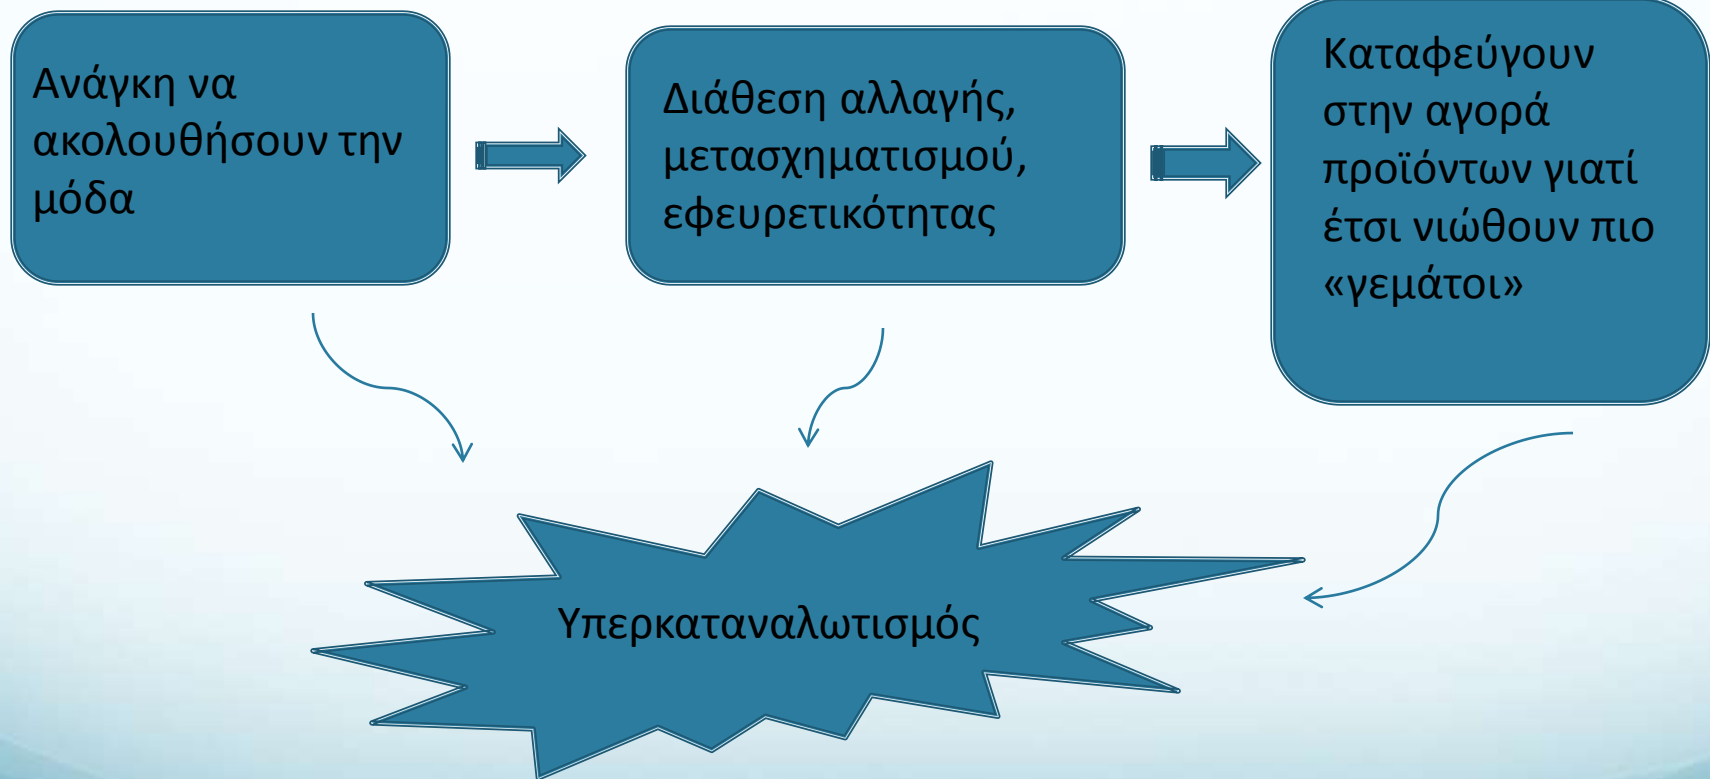 Ανάγκη να
ακολουθήσουν την
μόδα
Διάθεση αλλαγής,
μετασχηματισμού,
εφευρετικότητας
Καταφεύγουν
στην αγορά
προϊόντων γιατί
έτσι νιώθουν πιο
«γεμάτοι»
Υπερκαταναλωτισμός